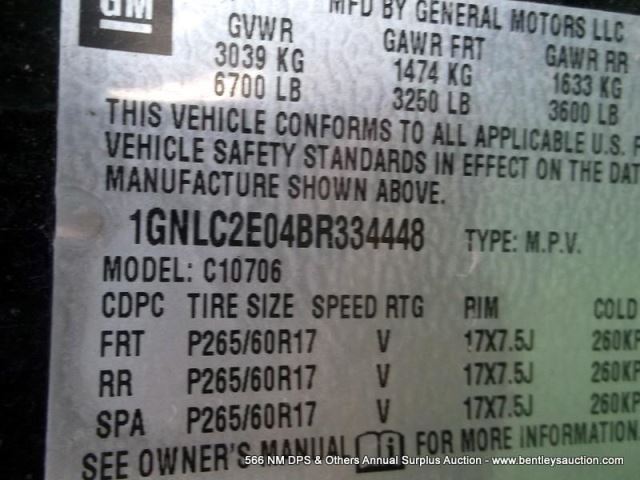 GM
MFD BY GENERAL MOTORS LLC
GVWR GAWR FRT GAWR RR
3039 KG 1474 KG 1633 KG
6700 LB 3250 LB 3600 LB
THIS VEHICLE CONFORMS TO ALL APPLICABLE U.S. F
VEHICLE SAFETY STANDARDS IN EFFECT ON THE DAT
MANUFACTURE SHOWN ABOVE.
1GNLC2E04BR334448 TYPE: M.P.V.
MODEL: C10706
CDPC TIRE SIZE SPEED RTG RIM COLD
FRT P265/60R17 V 17X7.5J 260KP
RR P265/60R17 V 17X7.5J 260KP
SPA P265/60R17 V 17X7.5J 260KP
SEE OWNER'S MANUAL i FOR MORE INFORMATION.
566 NM DPS & Others Annual Surplus Auction - www.bentleysauction.com